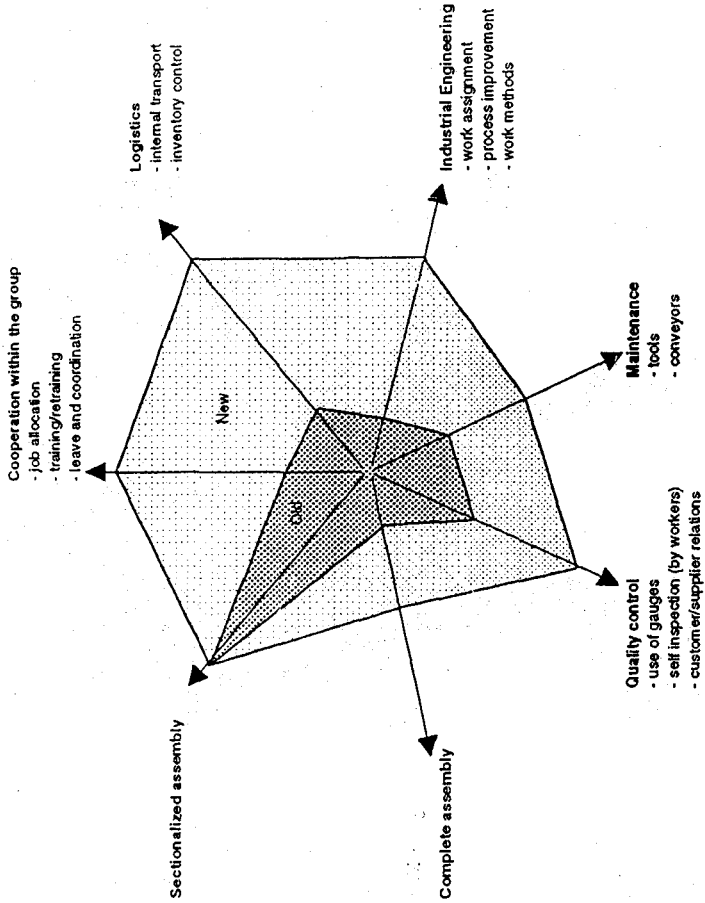 Cooperation within the group
- job allocation
- training/retraining
- leave and coordination
Logistics
- internal transport
- inventory control
Industrial Engineering
- work assignment
- process improvement
- work methods
Maintenance
- tools
- conveyors
Quality control
- use of gauges
- self inspection (by workers)
- customer/supplier relations
Complete assembly
Sectionalized assembly
New
Old